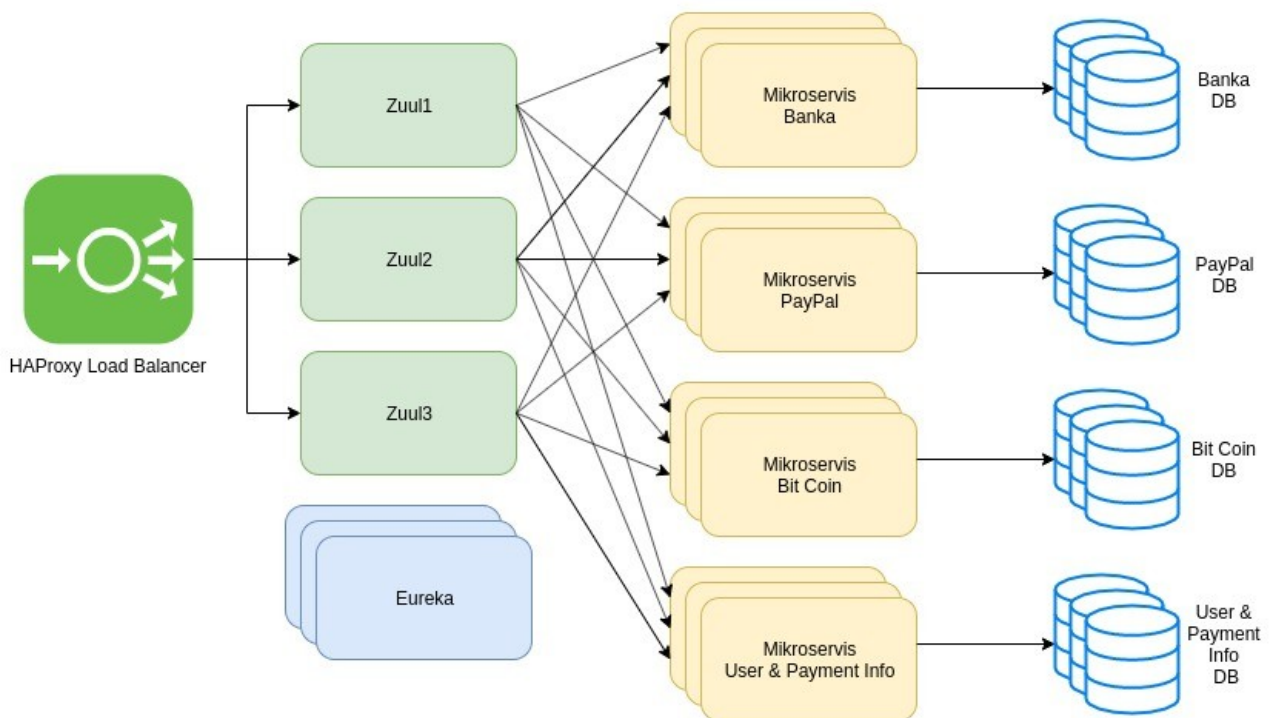 HAProxy Load Balancer
Zuul1
Zuul2
Zuul3
Eureka
Mikroservis
Banka
Mikroservis
PayPal
Mikroservis
Bit Coin
Mikroservis
User & Payment Info
Banka
DB
PayPal
DB
Bit Coin
DB
User &
Payment
Info
DB